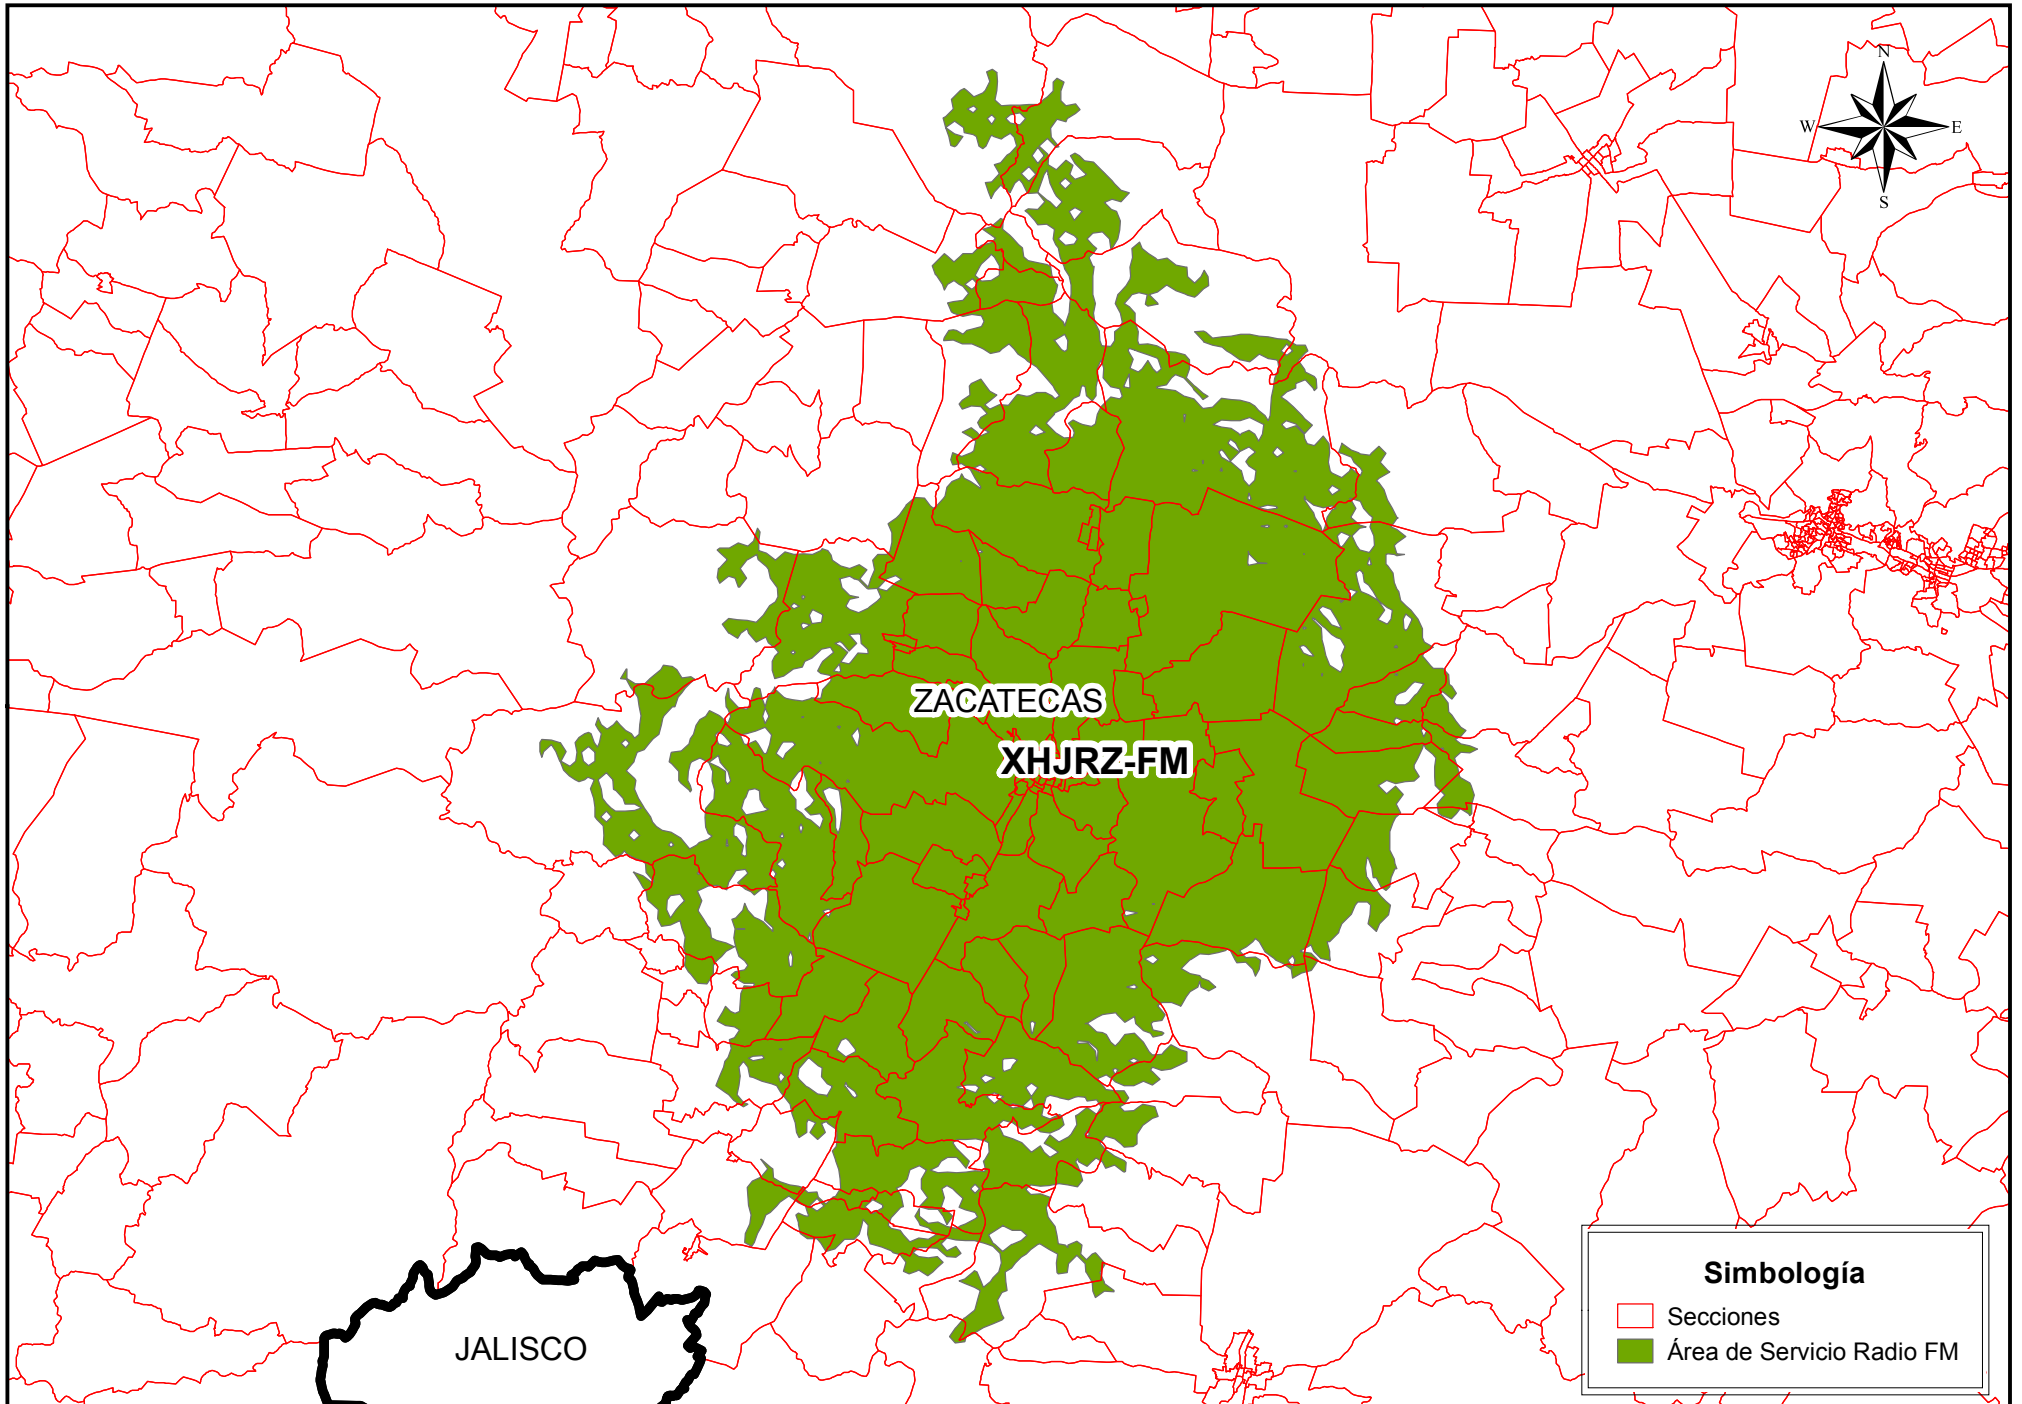 N
W E
S
ZACATECAS
XHJRZ-FM
JALISCO
Simbología
Secciones
Área de Servicio Radio FM